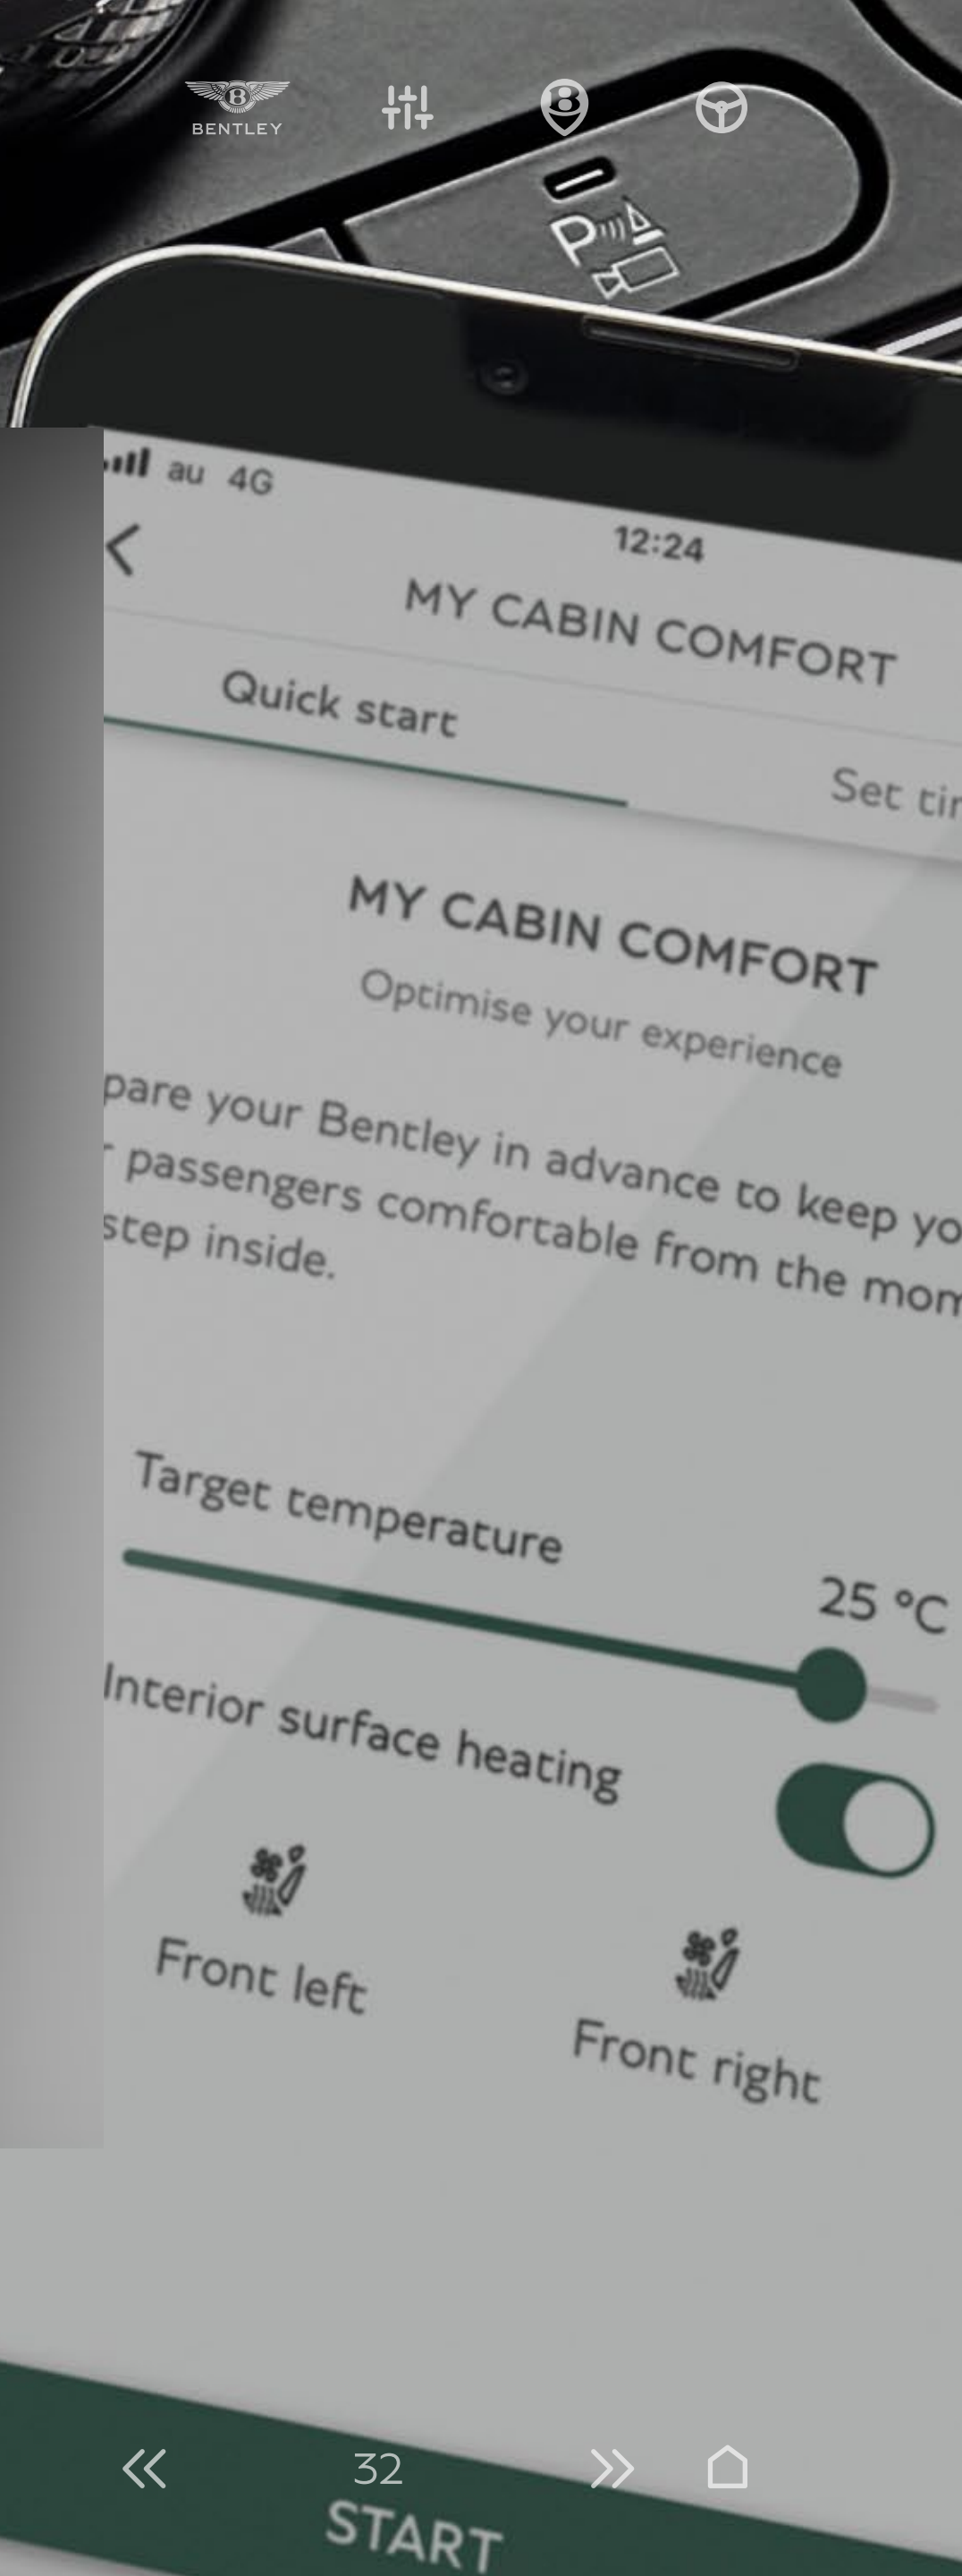 BENTLEY
P
au 4G
12:24
MY CABIN COMFORT
Quick start
Set
MY CABIN COMFORT
Optimise your experience
pare your Bentley in advance to keep yo
passengers comfortable from the mom
step inside.
Target temperature
25 °C
Interior surface heating
Front left
Front right
32
START